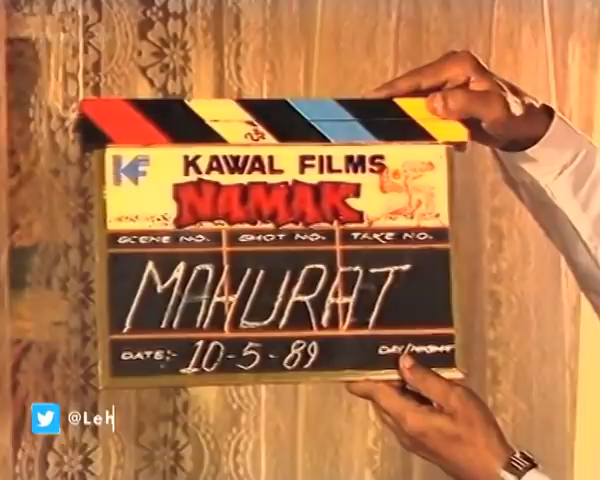 KF KAWAL FILMS
NAMAK
SCENE NO. SHOT NO. TAKE NO.
MAHURAT
DATE:- 10-5-89 DAY/NIGHT
@Leh